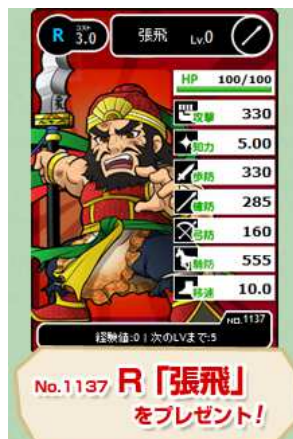 R コスト 3.0 張飛 Lv.0
HP 100/100
攻撃 330
知力 5.00
歩防 330
槍防 285
弓防 160
騎防 555
移速 10.0
NO.1137
経験値:0 | 次のLVまで:5
No.1137 R「張飛」
をプレゼント!